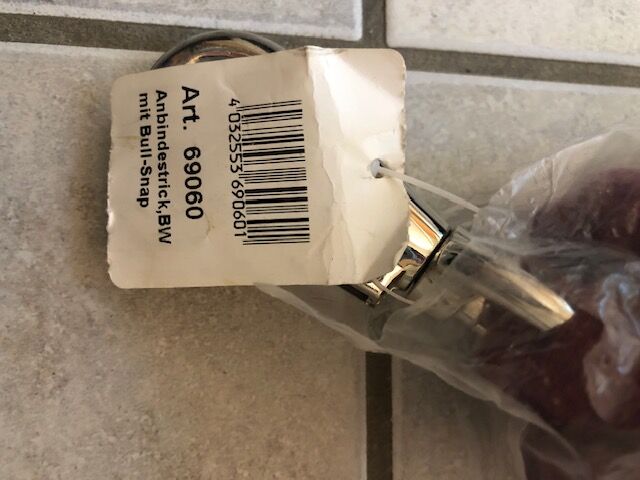 4 032553 690601
Art. 69060
Anbindestrick,BW
mit Bull-Snap